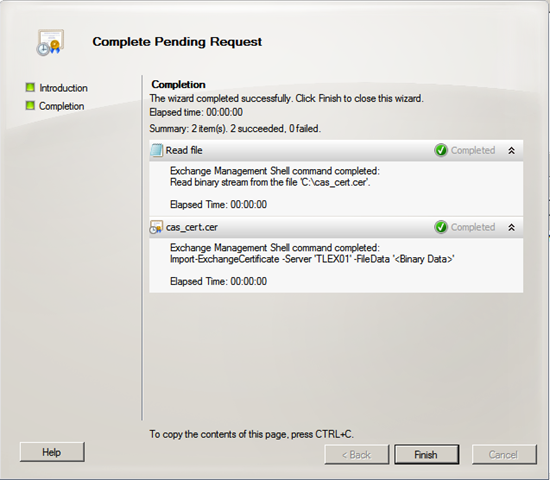 Complete Pending Request
Introduction
Completion
Completion
The wizard completed successfully. Click Finish to close this wizard.
Elapsed time: 00:00:00
Summary: 2 item(s). 2 succeeded, 0 failed.
Read file Completed
Exchange Management Shell command completed:
Read binary stream from the file 'C:\cas_cert.cer'.
Elapsed Time: 00:00:00
cas_cert.cer Completed
Exchange Management Shell command completed:
Import-ExchangeCertificate -Server 'TLEX01' -FileData '<Binary Data>'
Elapsed Time: 00:00:00
To copy the contents of this page, press CTRL+C.
Help < Back Finish Cancel